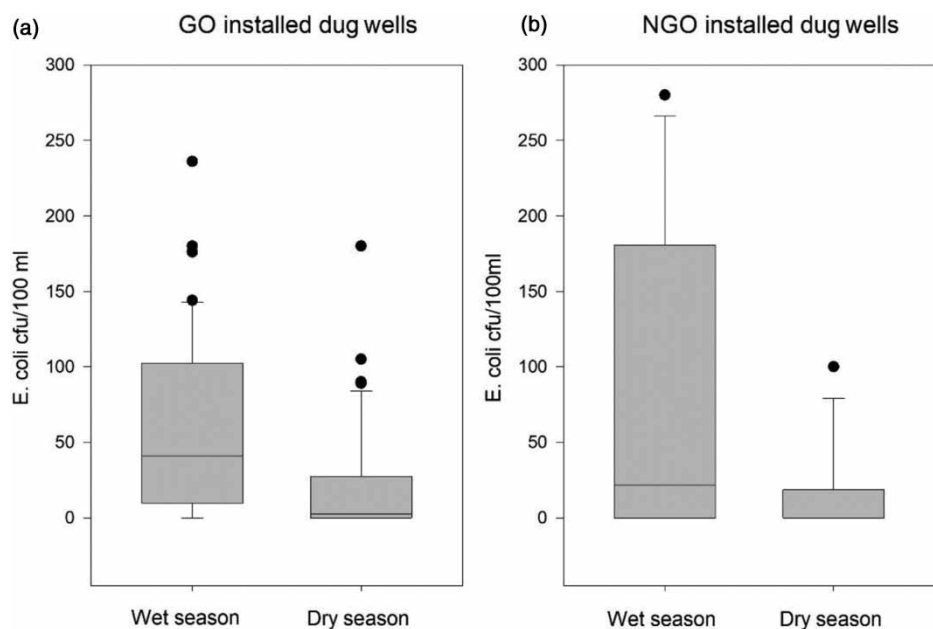 (a)
GO installed dug wells
E. coli cfu/100 ml
300
250
200
150
100
50
0
Wet season Dry season
(b)
NGO installed dug wells
E. coli cfu/100ml
300
250
200
150
100
50
0
Wet season Dry season